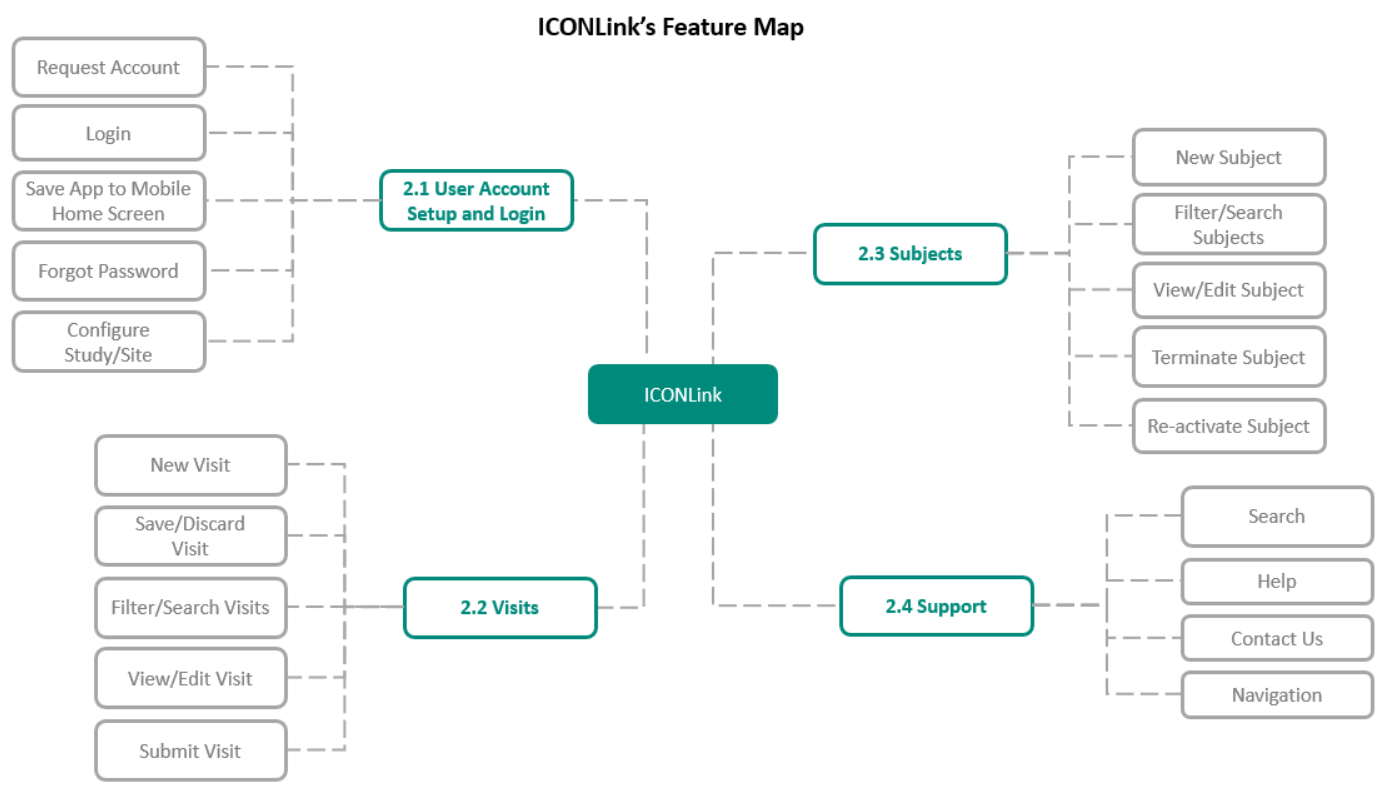 ICONLink’s Feature Map
Request Account
Login
Save App to Mobile
Home Screen
Forgot Password
Configure
Study/Site
2.1 User Account
Setup and Login
2.3 Subjects
New Subject
Filter/Search
Subjects
View/Edit Subject
Terminate Subject
Re-activate Subject
ICONLink
New Visit
Save/Discard
Visit
Filter/Search Visits
View/Edit Visit
Submit Visit
2.2 Visits
2.4 Support
Search
Help
Contact Us
Navigation